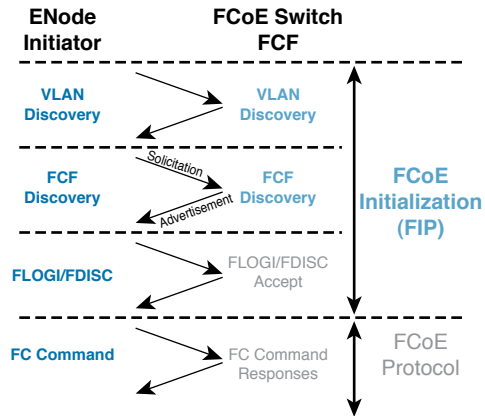 ENode
Initiator
FCoE Switch
FCF
VLAN
Discovery
VLAN
Discovery
Solicitation
FCF
Discovery
FCF
Discovery
Advertisement
FCoE
Initialization
(FIP)
FLOGI/FDISC
FLOGI/FDISC
Accept
FC Command
FC Command
Responses
FCoE
Protocol